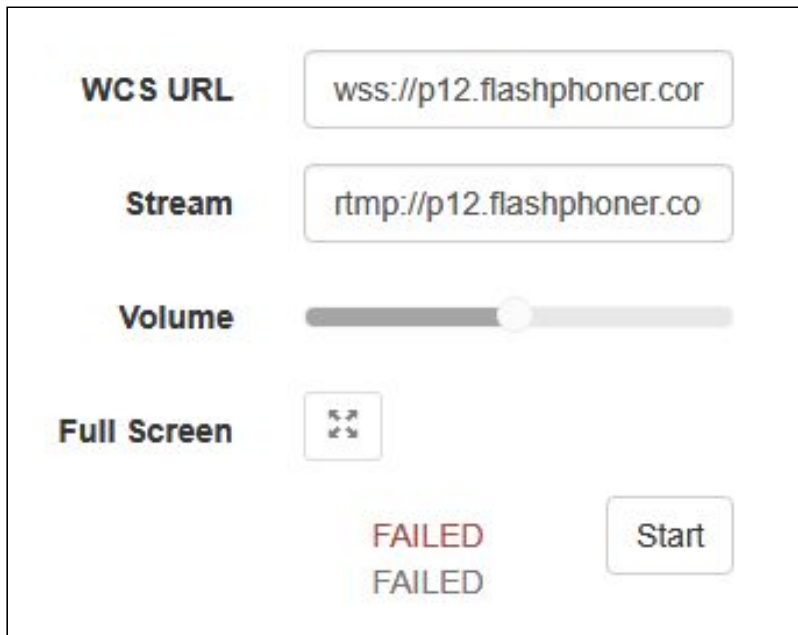 WCS URL wss://p12.flashphoner.cor
Stream rtmp://p12.flashphoner.co
Volume
Full Screen
FAILED Start
FAILED